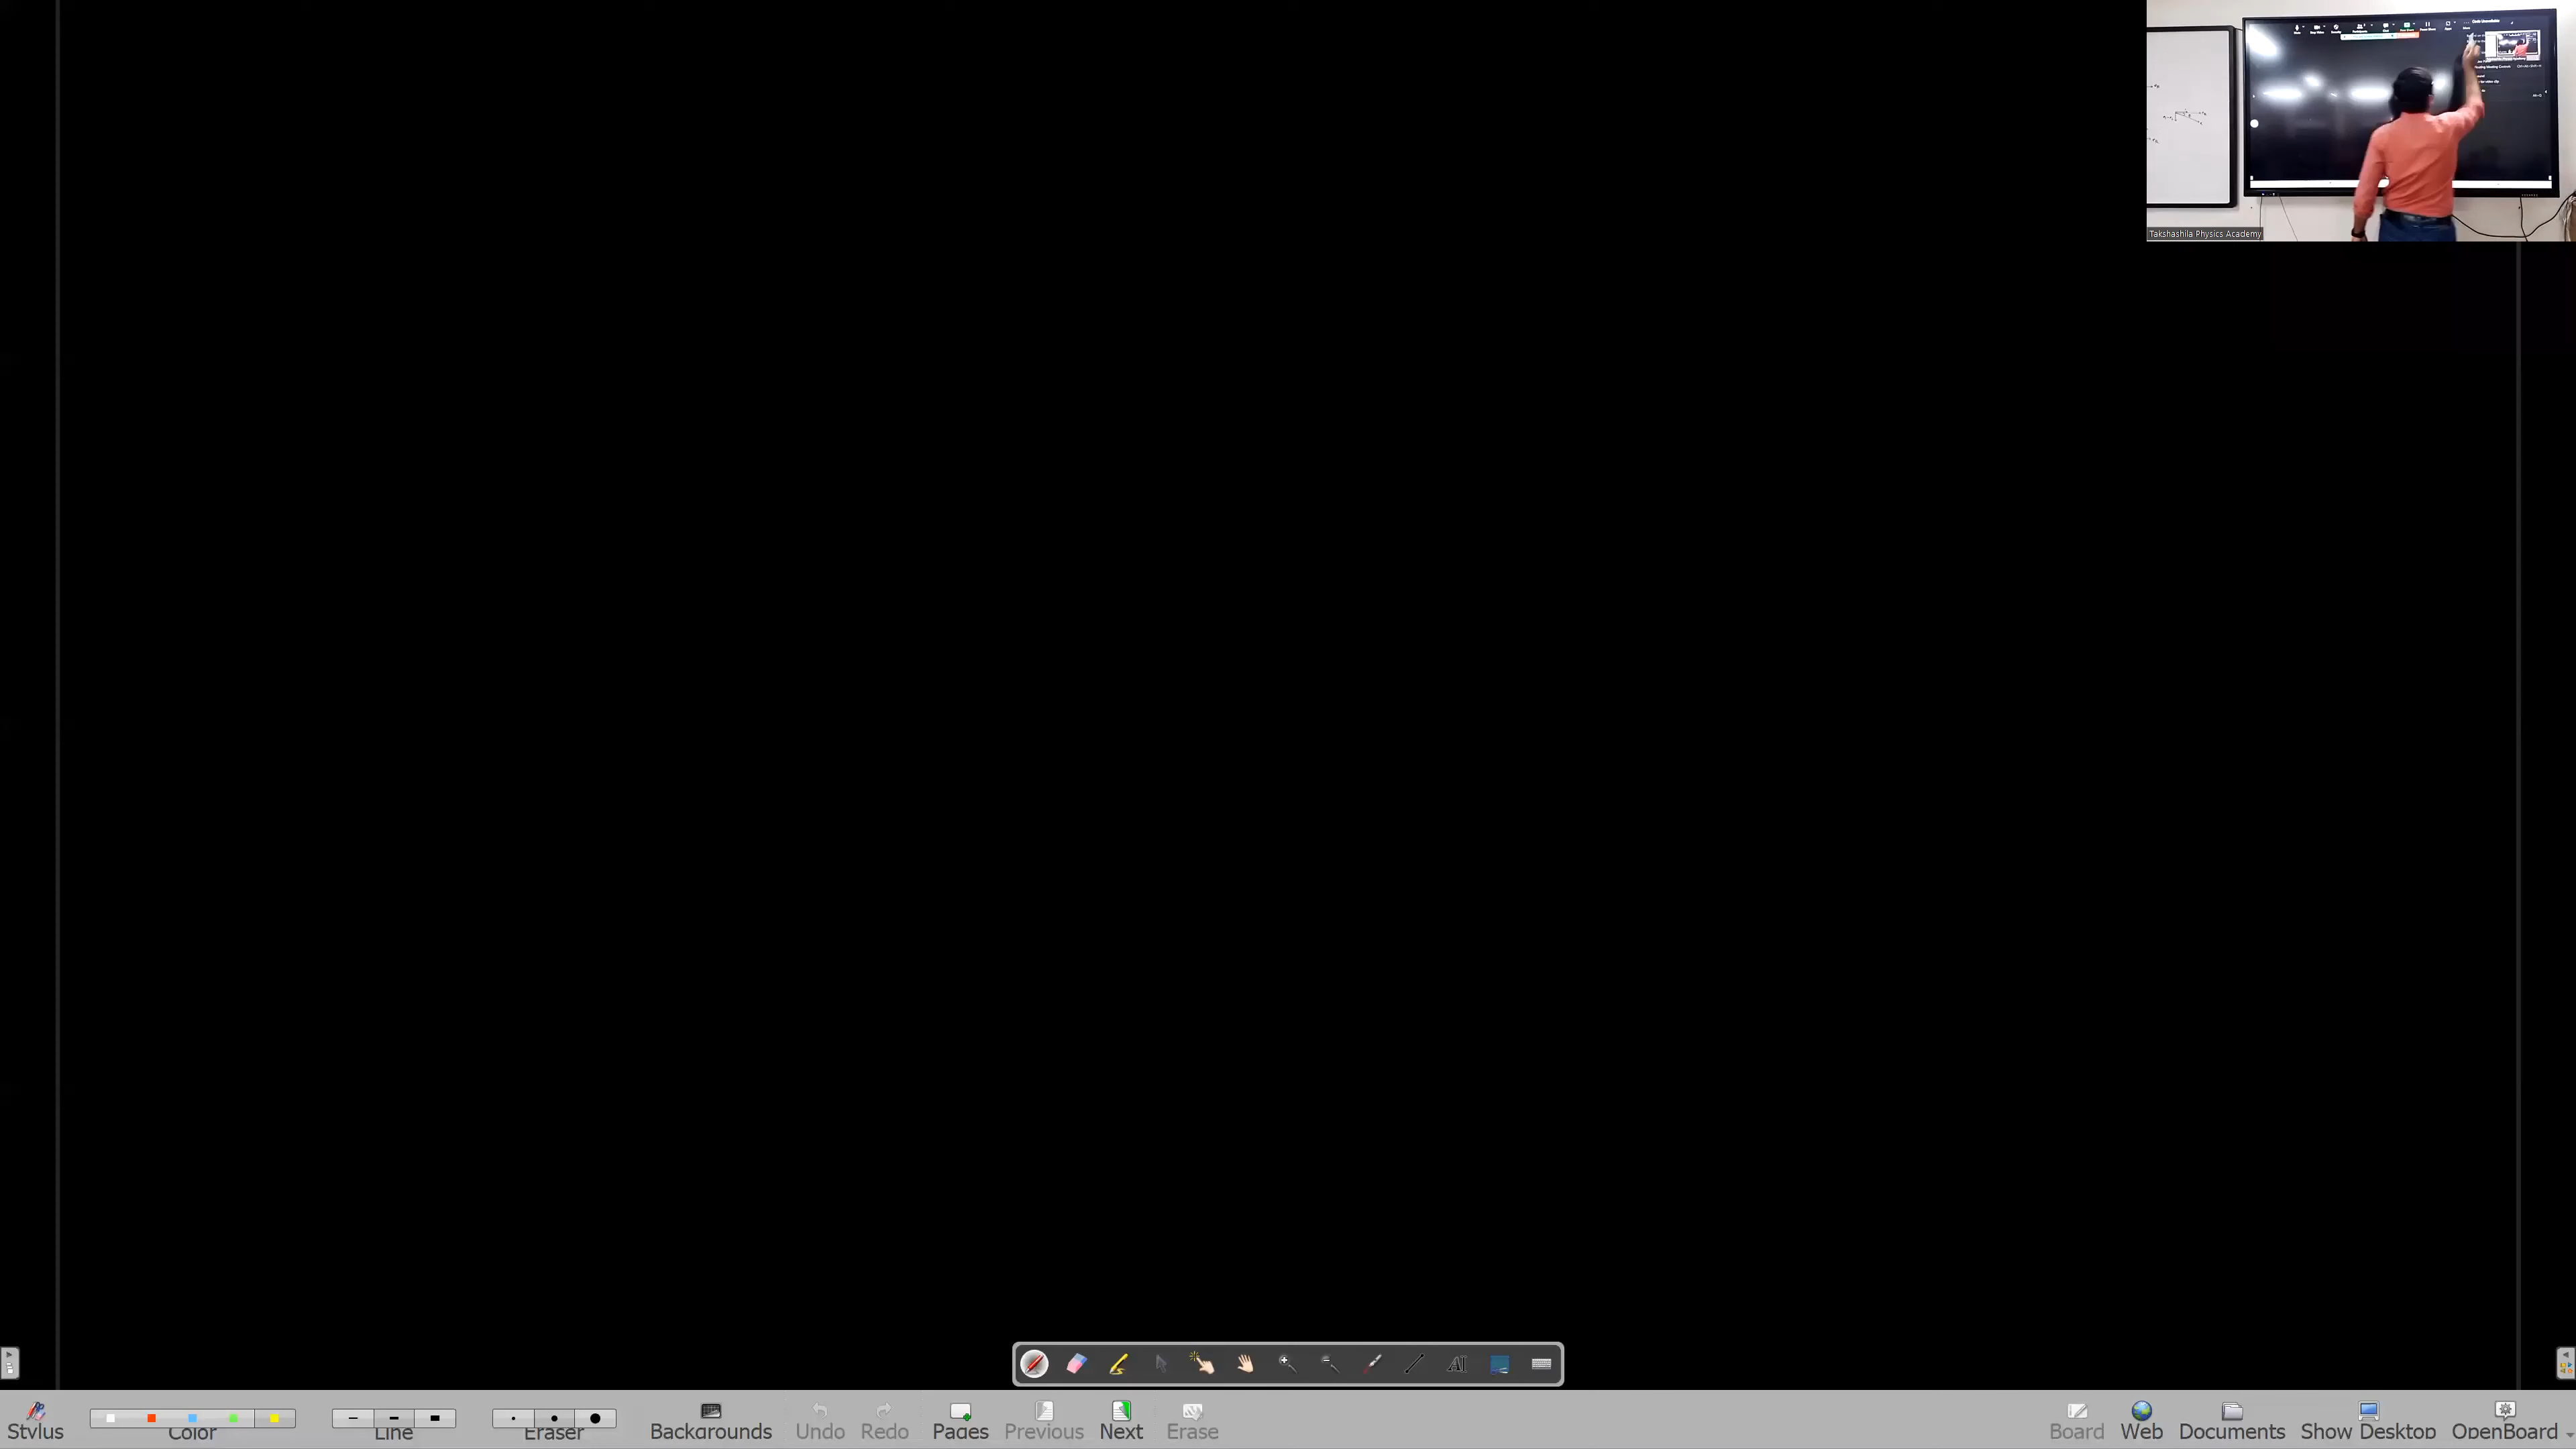 Takshashila Physics Academy
Stylus
Color
Line
Eraser
Backgrounds
Undo
Redo
Pages
Previous
Next
Erase
Board
Web
Documents
Show Desktop
OpenBoard